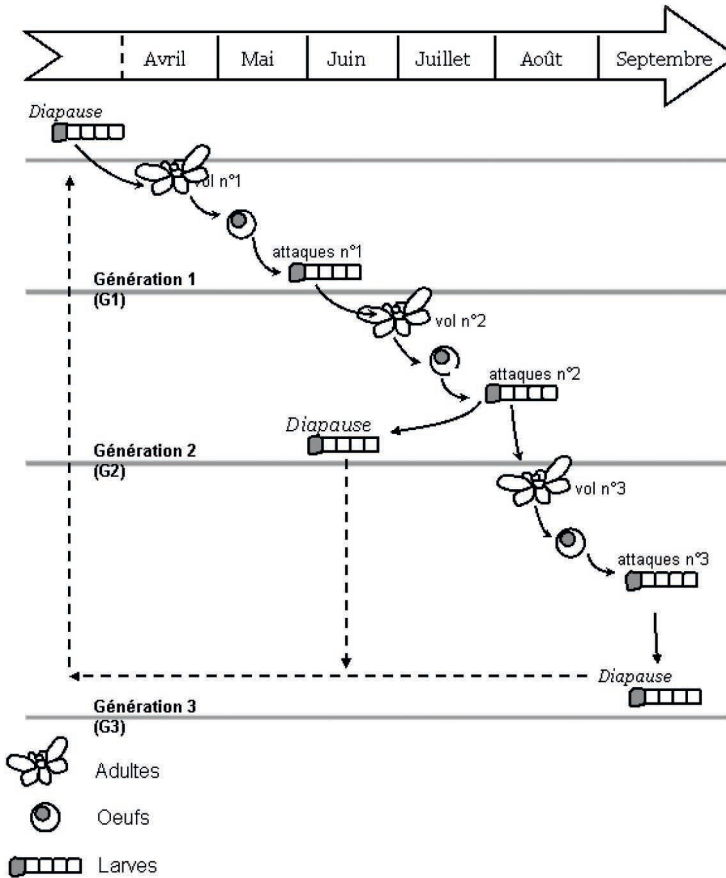 Avril Mai Juin Juillet Août Septembre
Diapause
vol n°1
attaques n°1
Génération 1
(G1)
vol n°2
attaques n°2
Diapause
Génération 2
(G2)
vol n°3
attaques n°3
Diapause
Génération 3
(G3)
Adultes
Oeufs
Larves